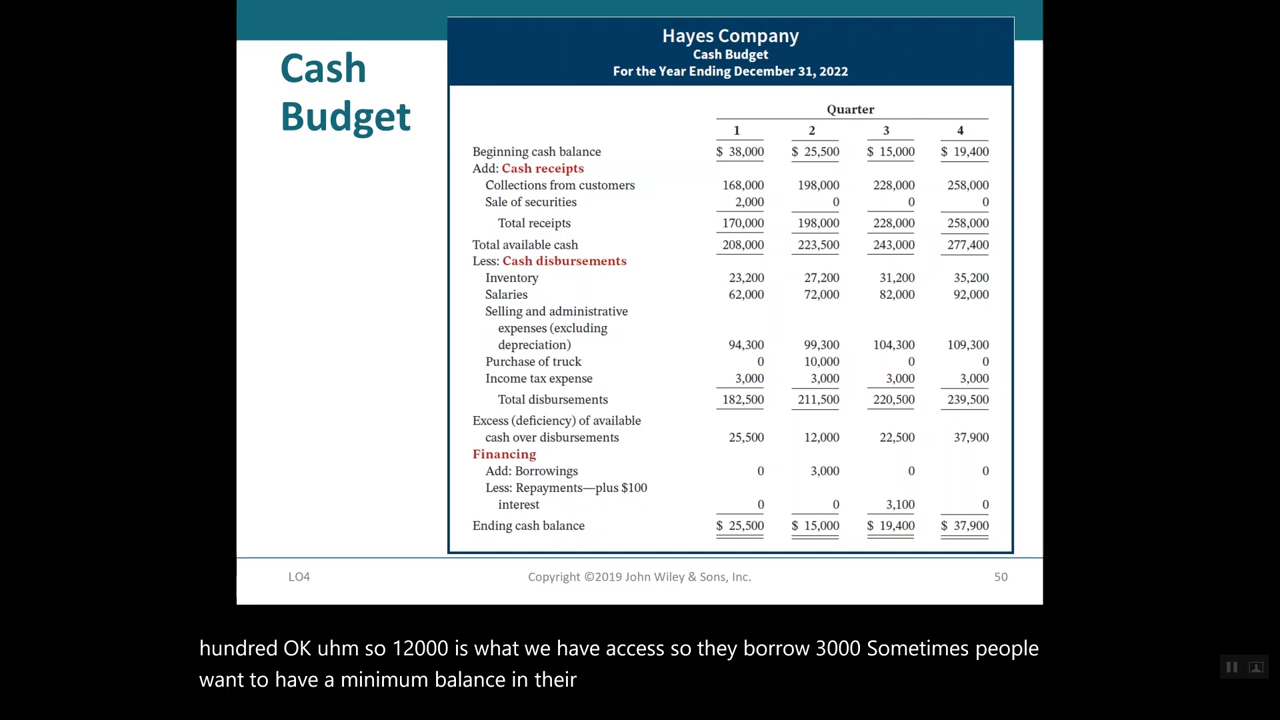 Cash
Budget
Hayes Company
Cash Budget
For the Year Ending December 31, 2022
Quarter
1 2 3 4
Beginning cash balance $ 38,000 $ 25,500 $ 15,000 $ 19,400
Add: Cash receipts
Collections from customers 168,000 198,000 228,000 258,000
Sale of securities 2,000 0 0 0
Total receipts 170,000 198,000 228,000 258,000
Total available cash 208,000 223,500 243,000 277,400
Less: Cash disbursements
Inventory 23,200 27,200 31,200 35,200
Salaries 62,000 72,000 82,000 92,000
Selling and administrative
expenses (excluding
depreciation) 94,300 99,300 104,300 109,300
Purchase of truck 0 10,000 0 0
Income tax expense 3,000 3,000 3,000 3,000
Total disbursements 182,500 211,500 220,500 239,500
Excess (deficiency) of available
cash over disbursements 25,500 12,000 22,500 37,900
Financing
Add: Borrowings 0 3,000 0 0
Less: Repayments—plus $100
interest 0 0 3,100 0
Ending cash balance $ 25,500 $ 15,000 $ 19,400 $ 37,900
LO4 Copyright ©2019 John Wiley & Sons, Inc. 50
hundred OK uhm so 12000 is what we have access so they borrow 3000 Sometimes people
want to have a minimum balance in their